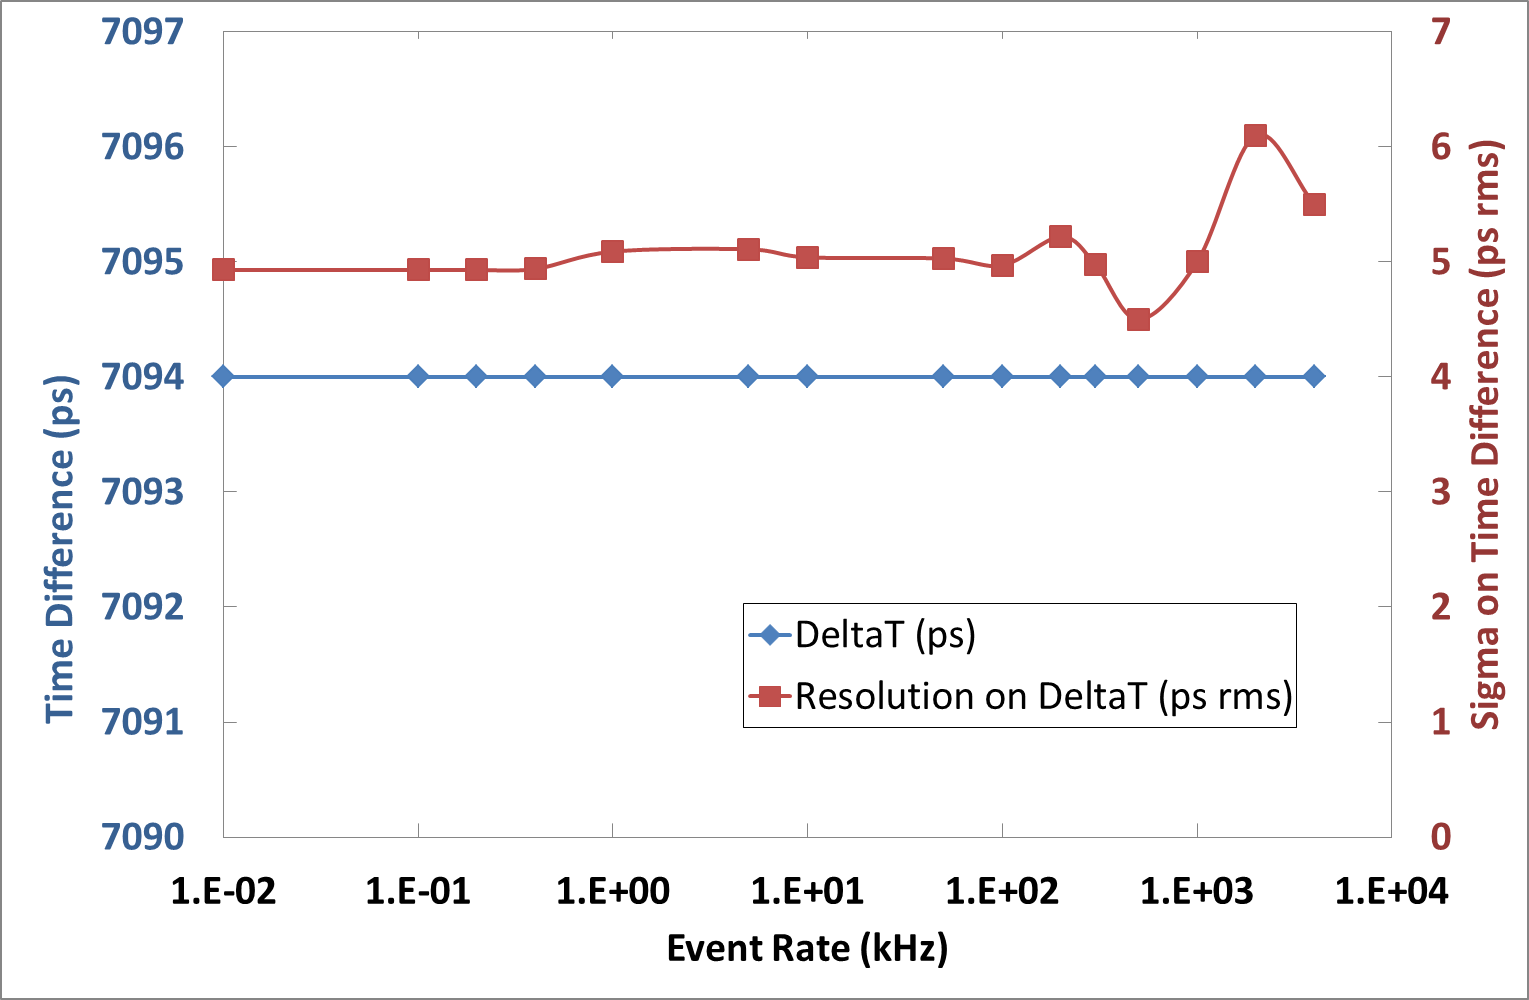 7097
7096
7095
7094
7093
7092
7091
7090
Time Difference (ps)
7
6
5
4
3
2
1
0
Sigma on Time Difference (ps rms)
DeltaT (ps)
Resolution on DeltaT (ps rms)
1.E-02 1.E-01 1.E+00 1.E+01 1.E+02 1.E+03 1.E+04
Event Rate (kHz)